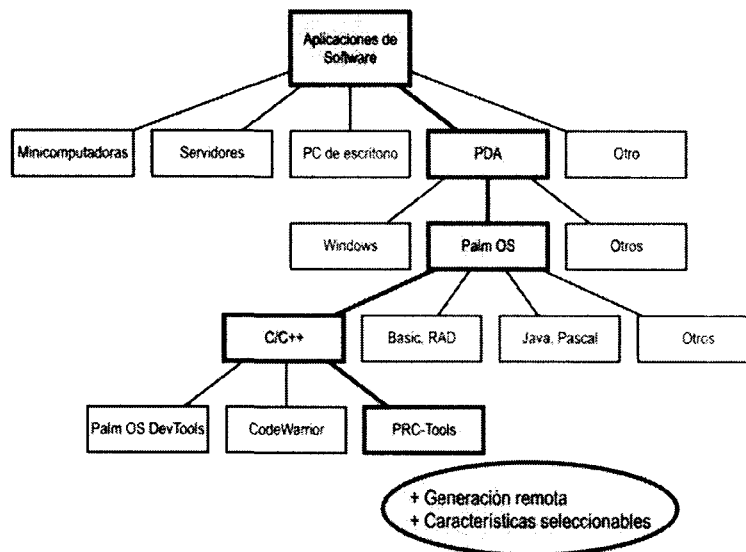 Aplicaciones de
Software
Minicomputadoras
Servidores
PC de escritorio
PDA
Otro
Windows
Palm OS
Otros
C/C++
Basic, RAD
Java, Pascal
Otros
Palm OS DevTools
CodeWarrior
PRC-Tools
+ Generación remota
+ Características seleccionables